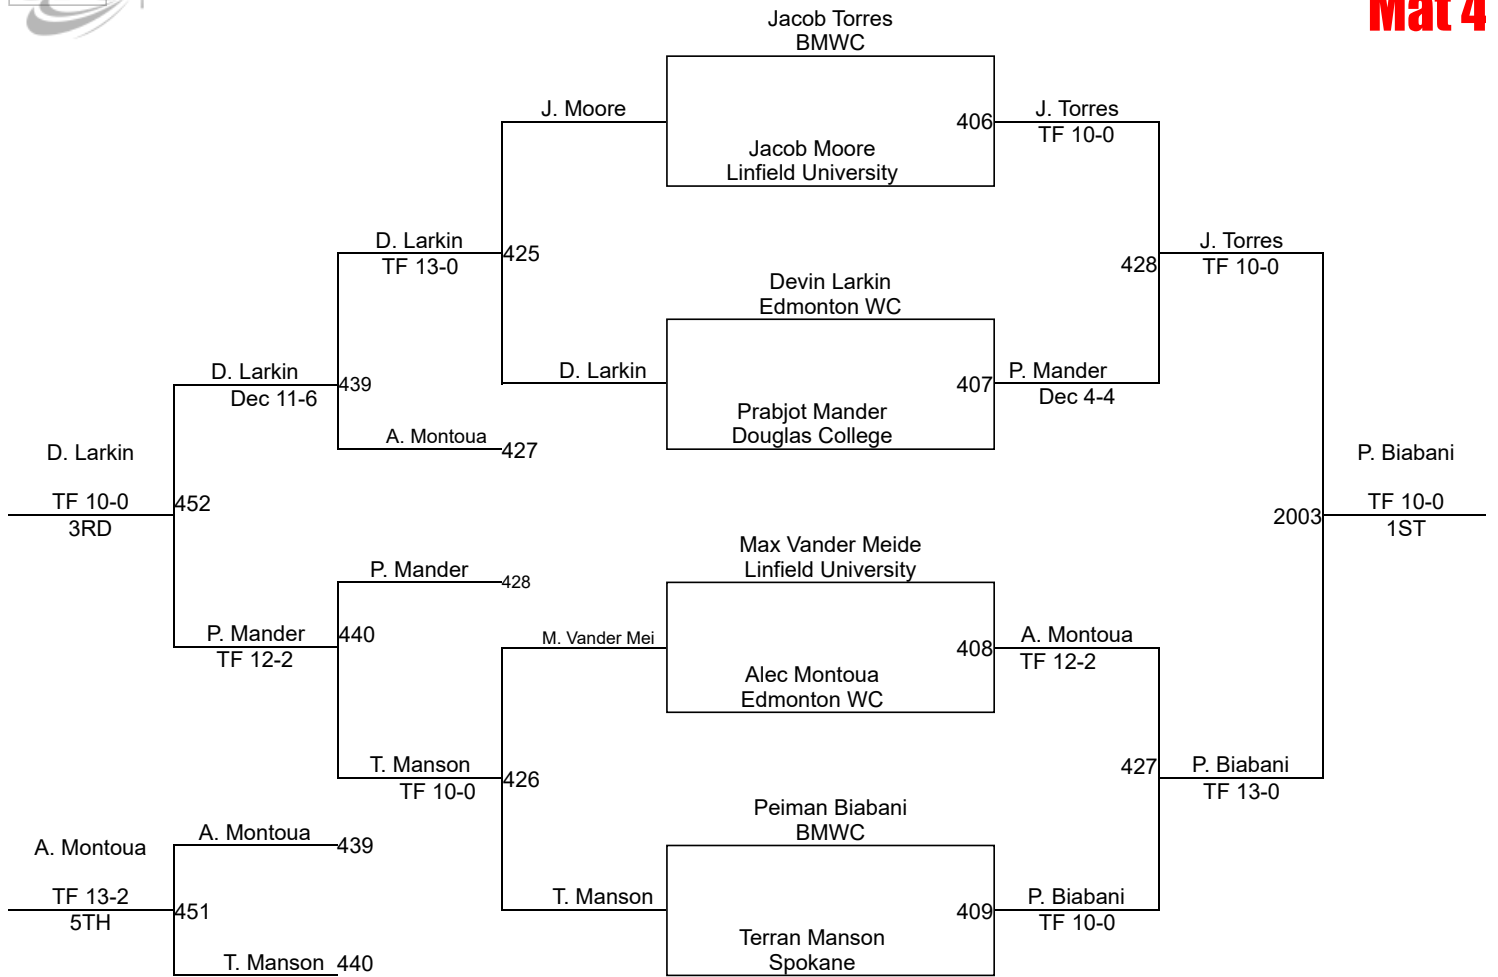 Mat 4
Jacob Torres
BMWC
J. Moore
406
J. Torres
TF 10-0
Jacob Moore
Linfield University
D. Larkin
TF 13-0
425
428
J. Torres
TF 10-0
Devin Larkin
Edmonton WC
D. Larkin
Dec 11-6
439
D. Larkin
407
P. Mander
Dec 4-4
Prabjot Mander
Douglas College
A. Montoua
427
D. Larkin
TF 10-0
3RD
452
P. Biabani
TF 10-0
1ST
2003
Max Vander Meide
Linfield University
P. Mander
428
P. Mander
TF 12-2
440
M. Vander Mei
408
A. Montoua
TF 12-2
Alec Montoua
Edmonton WC
T. Manson
TF 10-0
426
427
P. Biabani
TF 13-0
Peiman Biabani
BMWC
A. Montoua
439
A. Montoua
TF 13-2
5TH
451
T. Manson
409
P. Biabani
TF 10-0
Terran Manson
Spokane
T. Manson
440